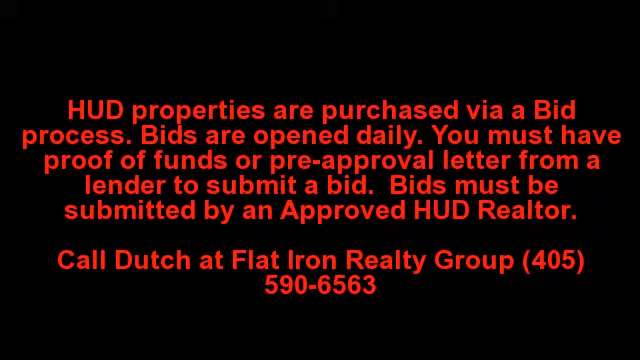 HUD properties are purchased via a Bid
process. Bids are opened daily. You must have
proof of funds or pre-approval letter from a
lender to submit a bid.  Bids must be
submitted by an Approved HUD Realtor.
Call Dutch at Flat Iron Realty Group (405)
590-6563